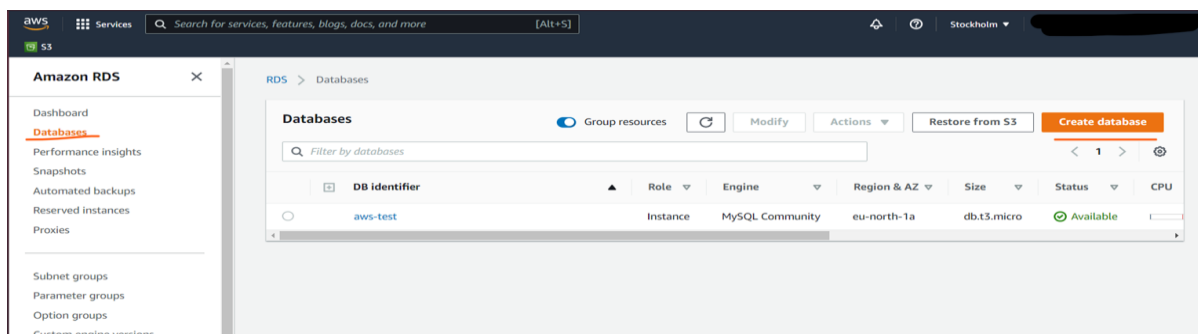 aws
Services
Search for services, features, blogs, docs, and more
[Alt+S]
Stockholm
S3
Amazon RDS
Dashboard
Databases
Performance insights
Snapshots
Automated backups
Reserved instances
Proxies
Subnet groups
Parameter groups
Option groups
Custom engine versions
RDS > Databases
Databases
Group resources
Modify
Actions
Restore from S3
Create database
Filter by databases
1
DB identifier Role Engine Region & AZ Size Status CPU
aws-test Instance MySQL Community eu-north-1a db.t3.micro Available